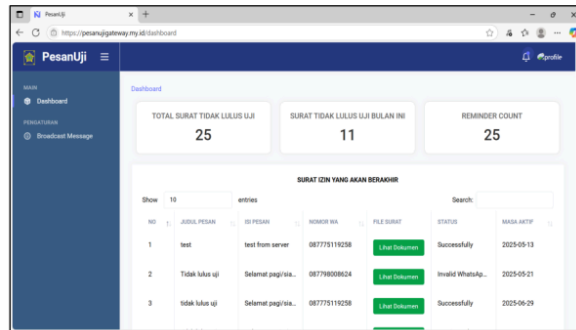 PesanUji
https://pesanujigateway.my.id/dashboard
PesanUji
profile
MAIN
Dashboard
PENGATURAN
Broadcast Message
Dashboard
TOTAL SURAT TIDAK LULUS UJI
25
SURAT TIDAK LULUS UJI BULAN INI
11
REMINDER COUNT
25
SURAT IZIN YANG AKAN BERAKHIR
Show 10 entries Search:
NO JUDUL PESAN ISI PESAN NOMOR WA FILE SURAT STATUS MASA AKTIF
1 test test from server 087775119258 Lihat Dokumen Successfully 2025-05-13
2 Tidak lulus uji Selamat pagi/sia... 087798008624 Lihat Dokumen Invalid WhatsAp... 2025-05-21
3 tidak lulus uji Selamat pagi/sia... 087775119258 Lihat Dokumen Successfully 2025-06-29